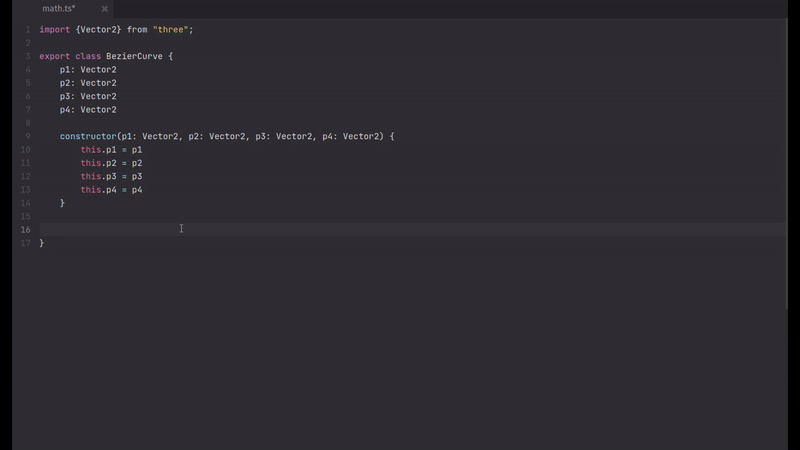 math.ts* ⌘
1 import {Vector2} from "three";
2
3 export class BezierCurve {
4     p1: Vector2
5     p2: Vector2
6     p3: Vector2
7     p4: Vector2
8
9     constructor(p1: Vector2, p2: Vector2, p3: Vector2, p4: Vector2) {
10         this.p1 = p1
11         this.p2 = p2
12         this.p3 = p3
13         this.p4 = p4
14     }
15
16
17 }